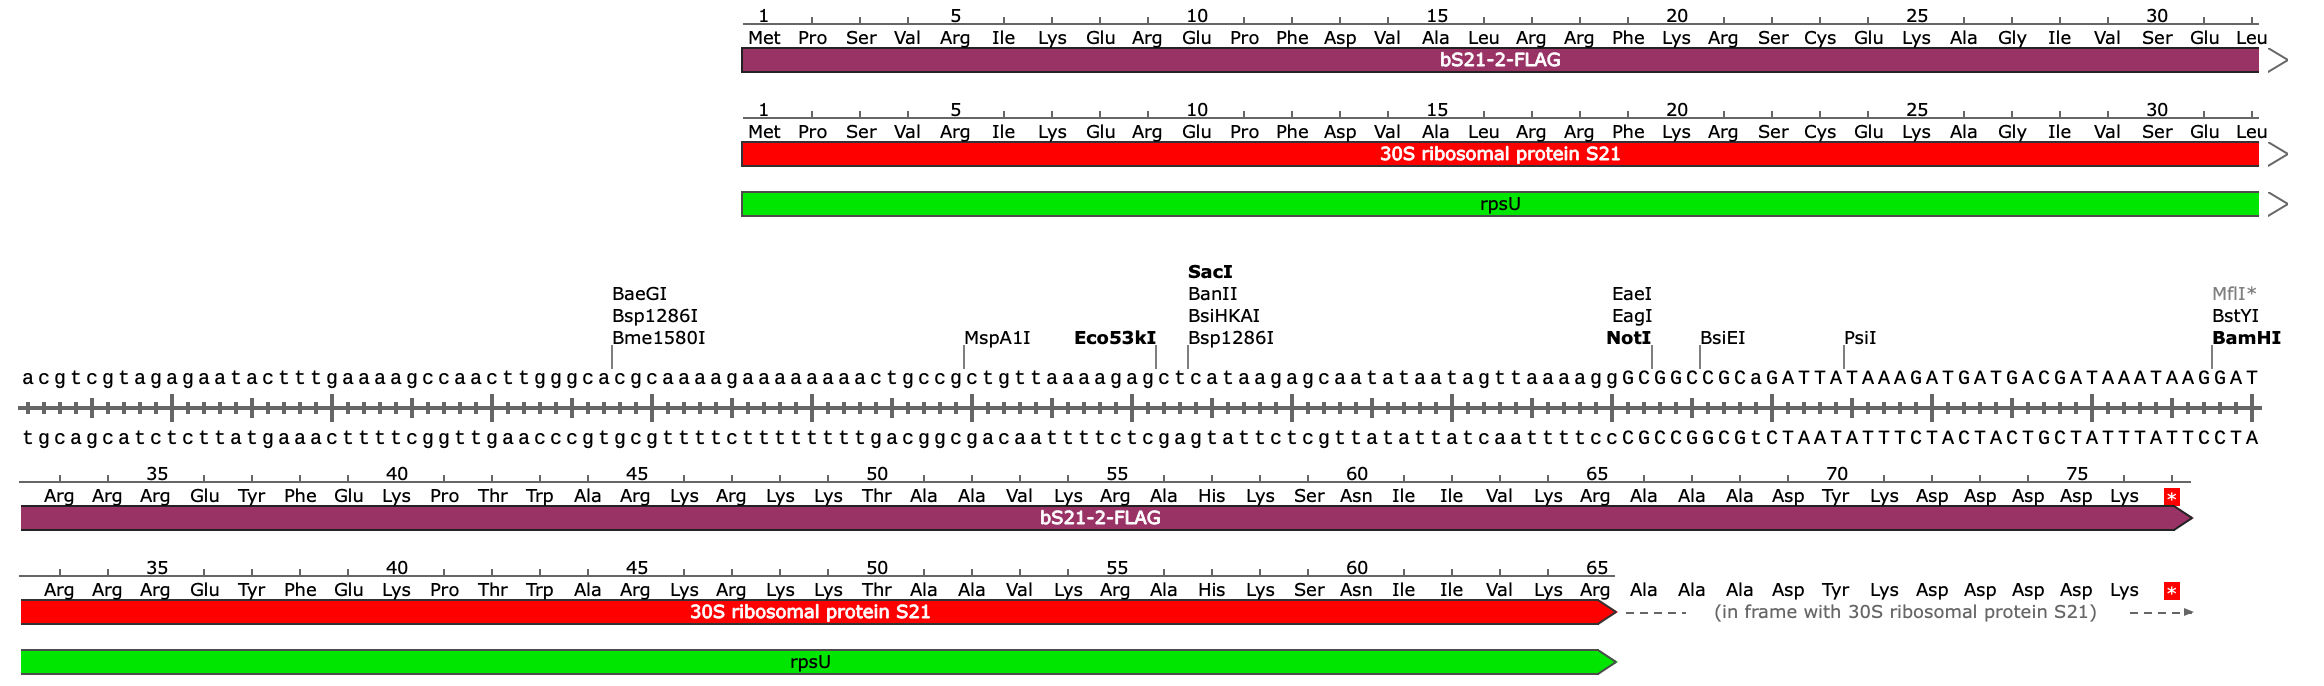 1 5 10 15 20 25 30
Met Pro Ser Val Arg Ile Lys Glu Arg Glu Pro Phe Asp Val Ala Leu Arg Arg Phe Lys Arg Ser Cys Glu Lys Ala Gly Ile Val Ser Glu Leu
bS21-2-FLAG
1 5 10 15 20 25 30
Met Pro Ser Val Arg Ile Lys Glu Arg Glu Pro Phe Asp Val Ala Leu Arg Arg Phe Lys Arg Ser Cys Glu Lys Ala Gly Ile Val Ser Glu Leu
30S ribosomal protein S21
rpsU
SacI
BaeGI BanII EaeI MflI*
Bsp1286I BsiHKAI EagI BstYI
Bme1580I MspA1I Eco53kI Bsp1286I NotI BsiEI PsiI BamHI
acgtcgtagagaatactttgaaaagccaacttgggcacgcaaaagaaaaaaaactgccgctgttaaaagagctcataagagcaatataatagttaaaaggGCGGCCGCaGATTATAAAGATGATGACGATAAATAAGGAT
tgcagcatctcttatgaaacttttcggttgaacccgtgcgttttcttttttttgacggcgacaattttctcgagtattctcgttatattatcaattttccCGCCGGCGtCTAATATTTCTACTACTGCTATTTATTCCTA
35 40 45 50 55 60 65 70 75
Arg Arg Arg Glu Tyr Phe Glu Lys Pro Thr Trp Ala Arg Lys Arg Lys Lys Thr Ala Ala Val Lys Arg Ala His Lys Ser Asn Ile Ile Val Lys Arg Ala Ala Ala Asp Tyr Lys Asp Asp Asp Asp Lys *
bS21-2-FLAG
35 40 45 50 55 60 65
Arg Arg Arg Glu Tyr Phe Glu Lys Pro Thr Trp Ala Arg Lys Arg Lys Lys Thr Ala Ala Val Lys Arg Ala His Lys Ser Asn Ile Ile Val Lys Arg Ala Ala Ala Asp Tyr Lys Asp Asp Asp Asp Lys *
30S ribosomal protein S21 (in frame with 30S ribosomal protein S21)
rpsU